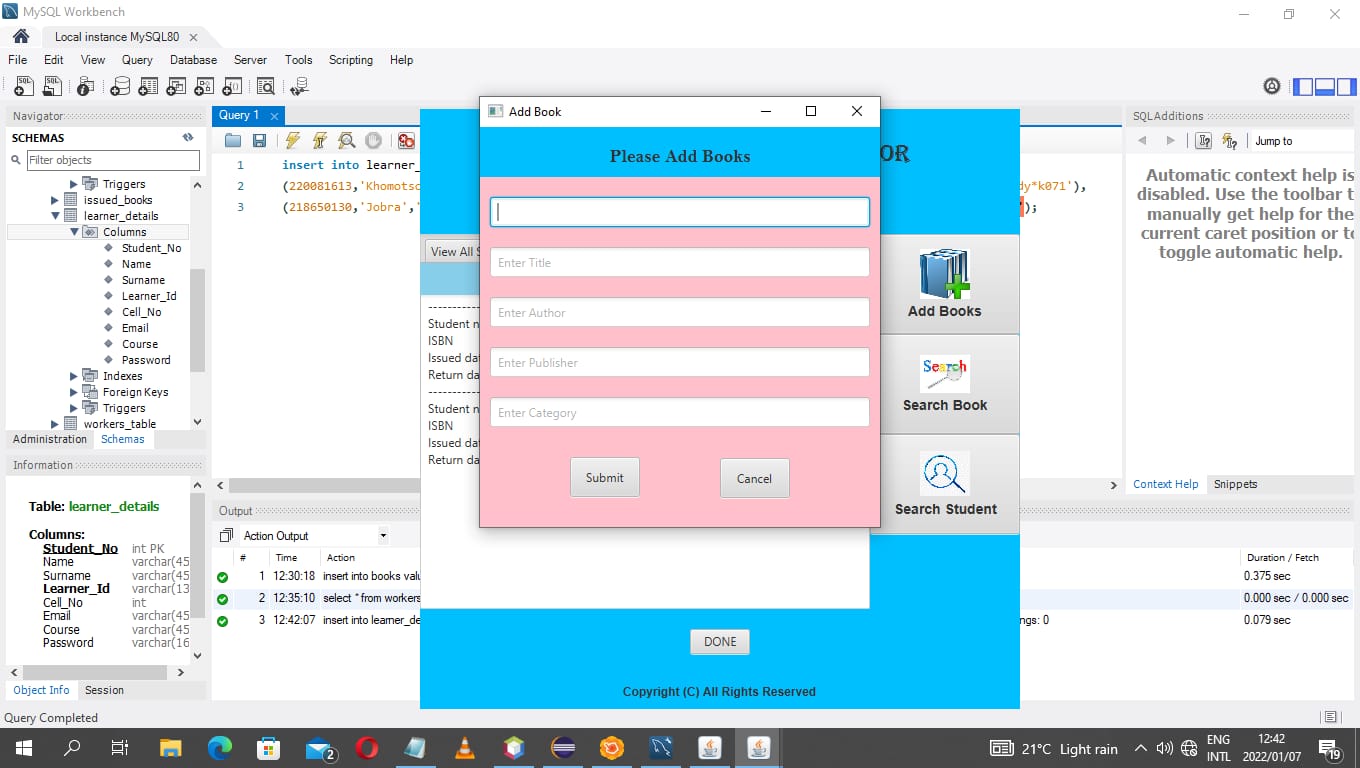 MySQL Workbench
Local instance MySQL80
File Edit View Query Database Server Tools Scripting Help
Navigator
SCHEMAS
Filter objects
Triggers
issued_books
learner_details
Columns
Student_No
Name
Surname
Learner_Id
Cell_No
Email
Course
Password
Indexes
Foreign Keys
Triggers
workers_table
Administration Schemas
Information
Table: learner_details
Columns:
Student_No int PK
Name varchar(45
Surname varchar(45
Learner_Id varchar(13
Cell_No int
Email varchar(45
Course varchar(45
Password varchar(16
Object Info Session
Query Completed
Query 1
1 insert into learner_
2 (220081613,'Khomotso
3 (218650130,'Jobra','
dy*k071'),
');
OR
View All S
Student n
ISBN
Issued dat
Return da
Student n
ISBN
Issued dat
Return da
Add Book
Please Add Books
Enter Title
Enter Author
Enter Publisher
Enter Category
Submit Cancel
Add Books
Search
Search Book
Search Student
DONE
Copyright (C) All Rights Reserved
SQLAdditions
Jump to
Automatic context help is
disabled. Use the toolbar t
manually get help for the
current caret position or to
toggle automatic help.
Context Help Snippets
Output
Action Output
# Time Action Duration / Fetch
1 12:30:18 insert into books valu 0.375 sec
2 12:35:10 select * from workers 0.000 sec / 0.000 sec
3 12:42:07 insert into learner_de ngs: 0 0.079 sec
2
21°C Light rain
ENG
INTL
12:42
2022/01/07
19